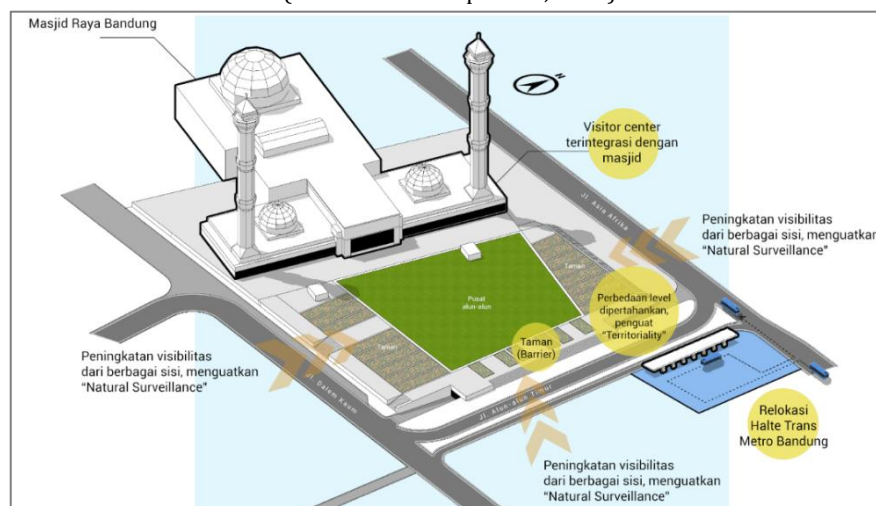 Masjid Raya Bandung
N
Visitor center
terintegrasi dengan
masjid
Jl. Asia Afrika
Peningkatan visibilitas
dari berbagai sisi, menguatkan
“Natural Surveillance”
Taman
Pusat
alun-alun
Perbedaan level
dipertahankan,
penguat
“Territoriality”
Taman
(Barrier)
Taman
Peningkatan visibilitas
dari berbagai sisi, menguatkan
“Natural Surveillance”
Jl. Dalem Kaum
Jl. Alun-alun Timur
Relokasi
Halte Trans
Metro Bandung
Peningkatan visibilitas
dari berbagai sisi, menguatkan
“Natural Surveillance”